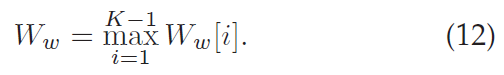 $W_w = \max_{i=1}^{K-1} W_w[i].$ (12)